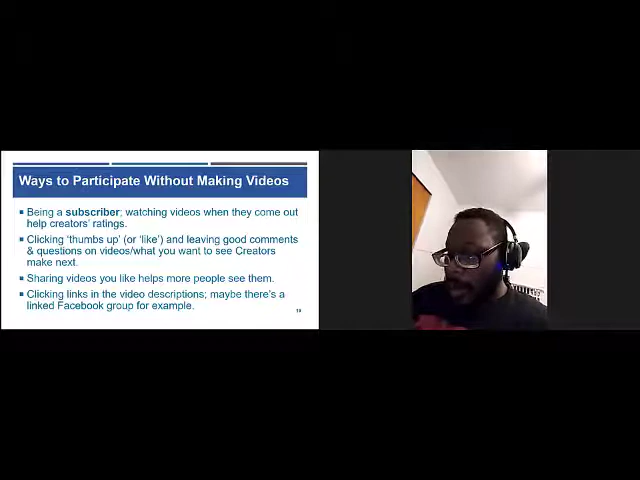 Ways to Participate Without Making Videos
▪ Being a subscriber; watching videos when they come out
help creators' ratings.
▪ Clicking 'thumbs up' (or 'like') and leaving good comments
& questions on videos/what you want to see Creators
make next.
▪ Sharing videos you like helps more people see them.
▪ Clicking links in the video descriptions; maybe there's a
linked Facebook group for example.
19